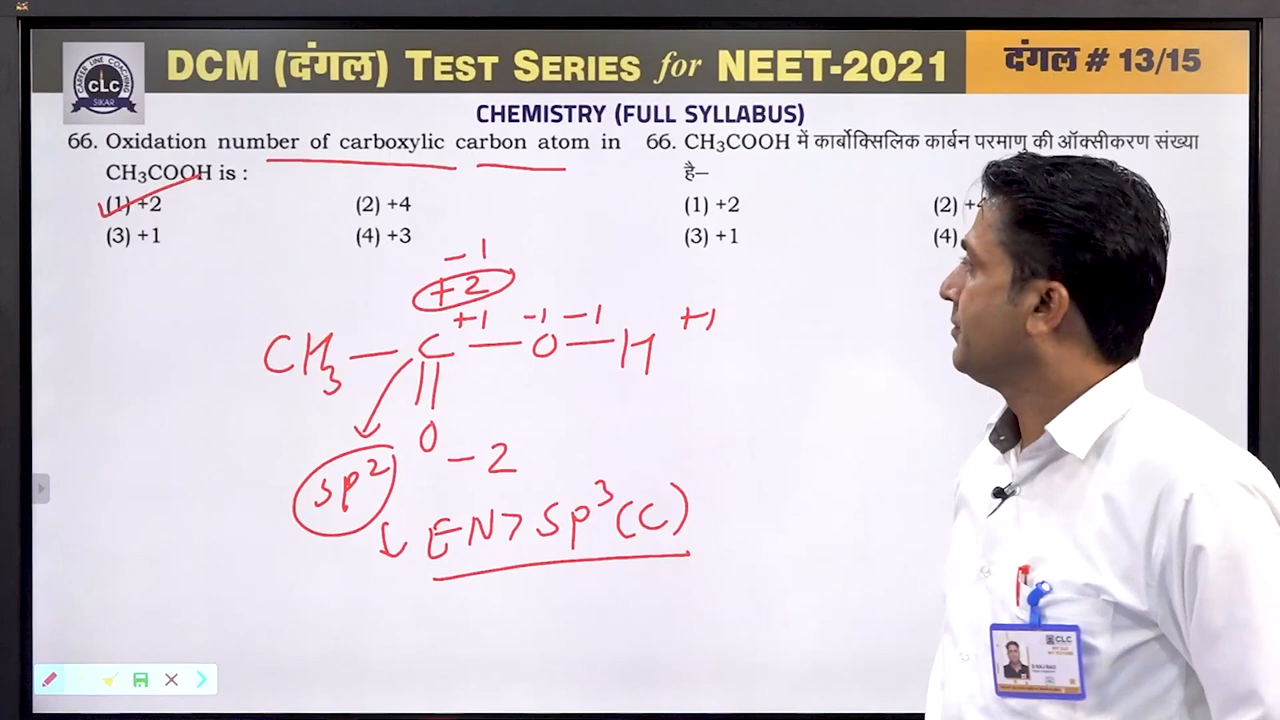 CAREER LINE COACHING
CLC
SIKAR
DCM (दंगल) TEST SERIES for NEET-2021
दंगल # 13/15
CHEMISTRY (FULL SYLLABUS)
66. Oxidation number of carboxylic carbon atom in
CH₃COOH is :
(1) +2 (2) +4
(3) +1 (4) +3
66. CH₃COOH में कार्बोक्सिलिक कार्बन परमाणु की ऑक्सीकरण संख्या
है–
(1) +2 (2) +4
(3) +1 (4)
-1
+2
+1 -1 -1 +1
CH₃ — C — O — H
O
-2
sp²
EN > sp³ (C)
CLC